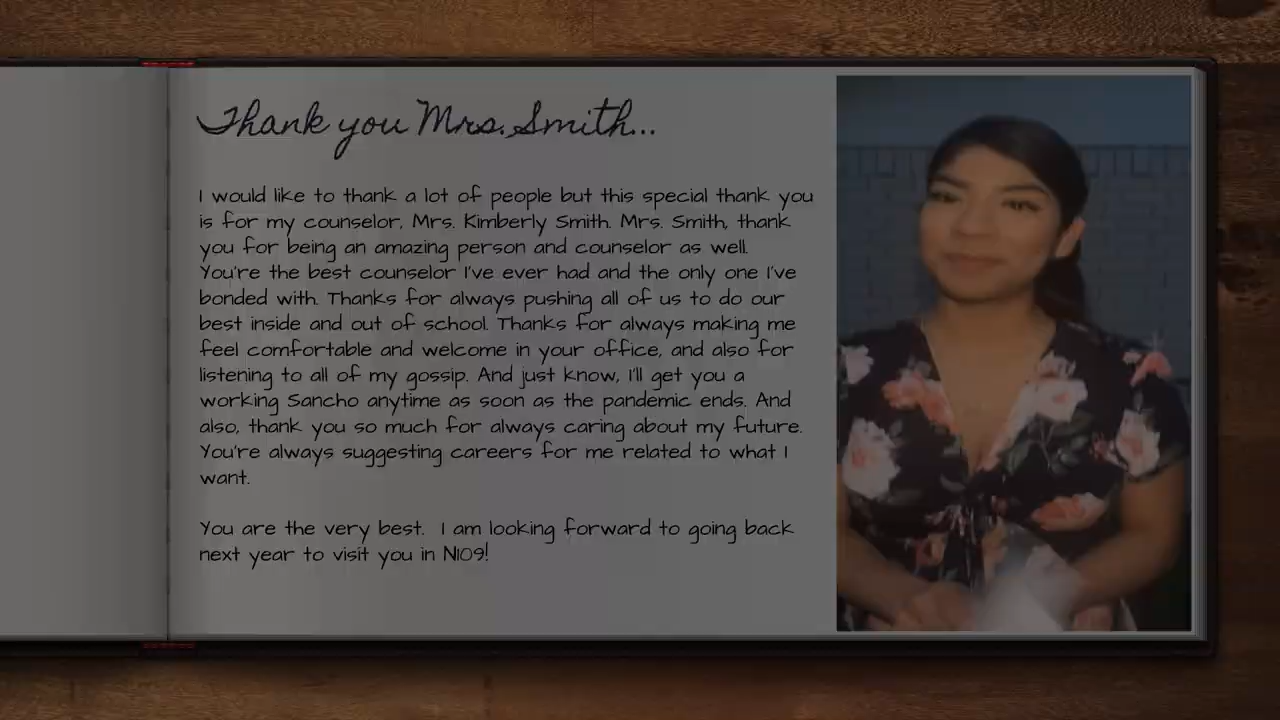 Thank you Mrs. Smith...
I would like to thank a lot of people but this special thank you
is for my counselor, Mrs. Kimberly Smith. Mrs. Smith, thank
you for being an amazing person and counselor as well.
You're the best counselor I've ever had and the only one I've
bonded with. Thanks for always pushing all of us to do our
best inside and out of school. Thanks for always making me
feel comfortable and welcome in your office, and also for
listening to all of my gossip. And just know, I'll get you a
working Sancho anytime as soon as the pandemic ends. And
also, thank you so much for always caring about my future.
You're always suggesting careers for me related to what I
want.
You are the very best. I am looking forward to going back
next year to visit you in N109!